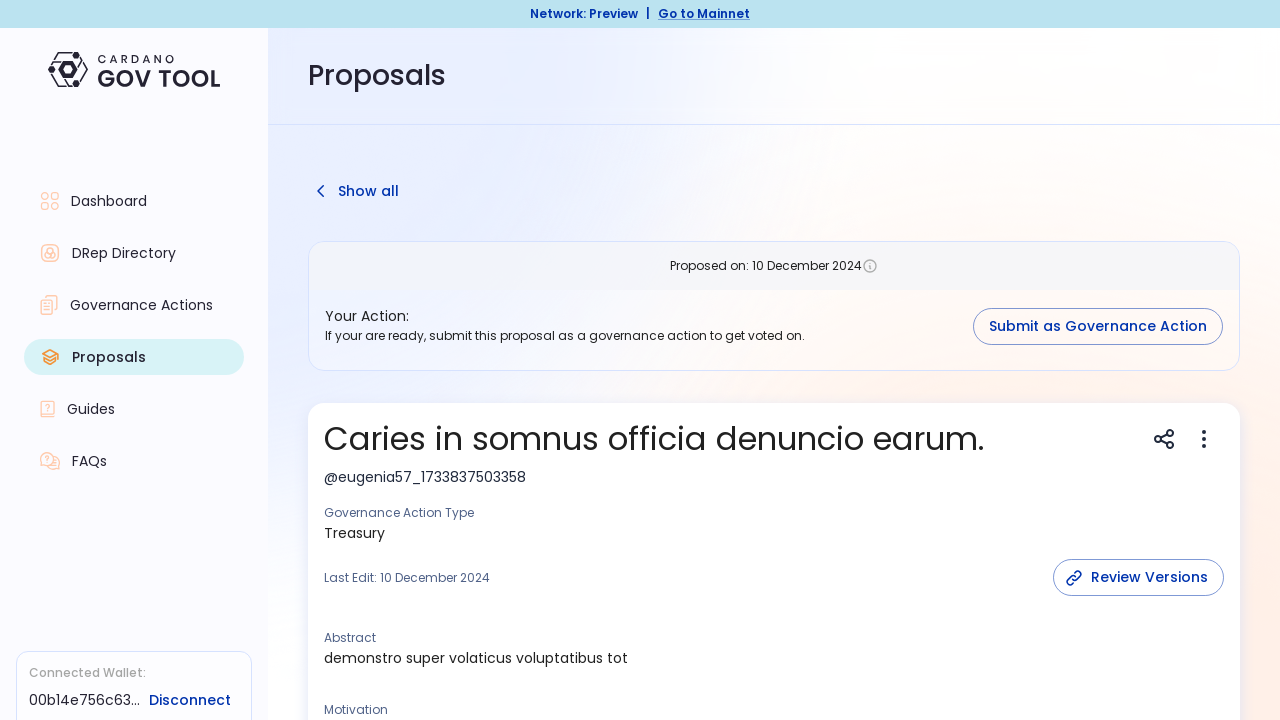 Network: Preview | Go to Mainnet
CARDANO
GOV TOOL
Proposals
Dashboard
DRep Directory
Governance Actions
Proposals
Guides
FAQs
Connected Wallet:
00b14e756c63... Disconnect
Show all
Proposed on: 10 December 2024
Your Action:
If your are ready, submit this proposal as a governance action to get voted on.
Submit as Governance Action
Caries in somnus officia denuncio earum.
@eugenia57_1733837503358
Governance Action Type
Treasury
Last Edit: 10 December 2024
Review Versions
Abstract
demonstro super volaticus voluptatibus tot
Motivation